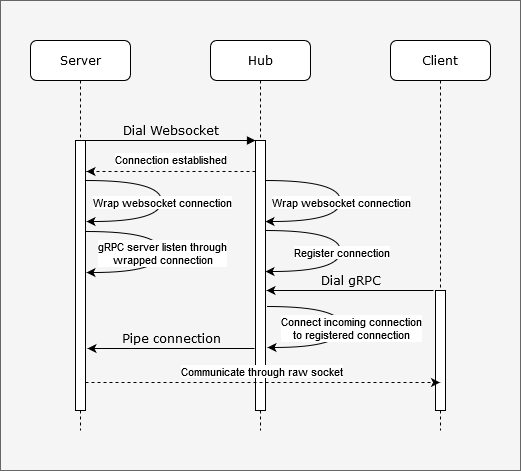 Server
Hub
Client
Dial Websocket
Connection established
Wrap websocket connection
Wrap websocket connection
gRPC server listen through
wrapped connection
Register connection
Dial gRPC
Connect incoming connection
to registered connection
Pipe connection
Communicate through raw socket